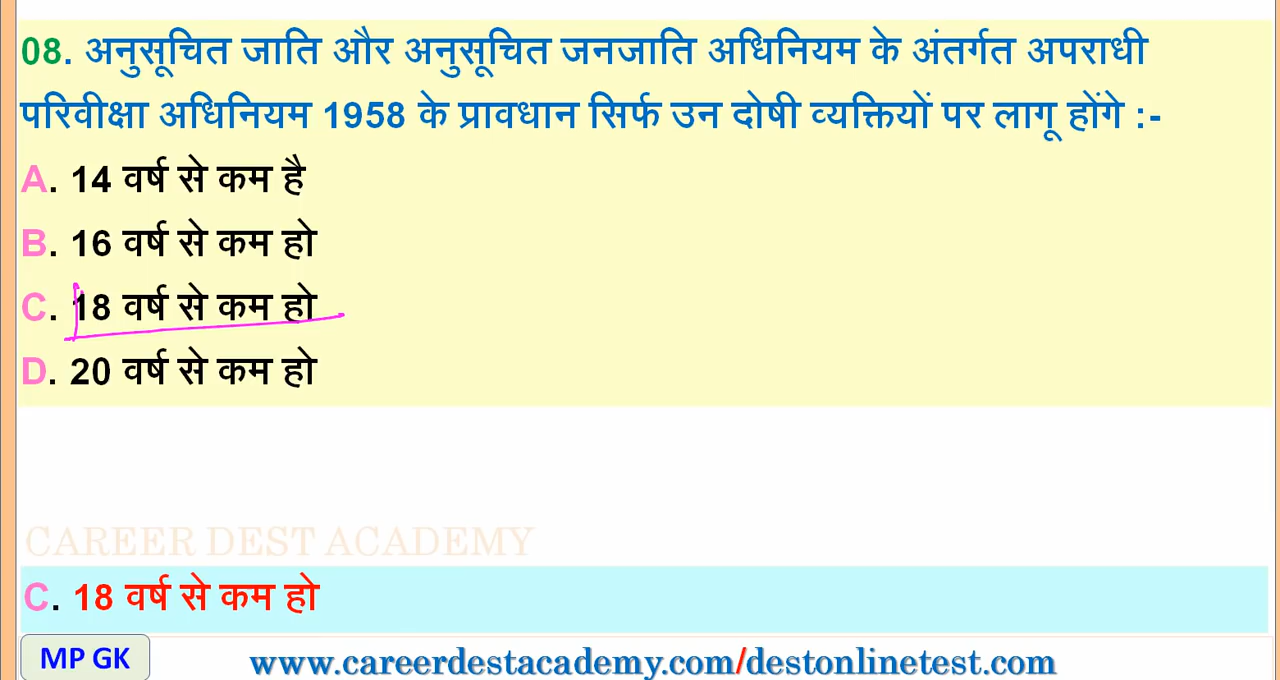 08. अनुसूचित जाति और अनुसूचित जनजाति अधिनियम के अंतर्गत अपराधी
परिवीक्षा अधिनियम 1958 के प्रावधान सिर्फ उन दोषी व्यक्तियों पर लागू होंगे :-
A. 14 वर्ष से कम है
B. 16 वर्ष से कम हो
C. 18 वर्ष से कम हो
D. 20 वर्ष से कम हो
CAREER DEST ACADEMY
C. 18 वर्ष से कम हो
MP GK
www.careerdestacademy.com/destonlinetest.com